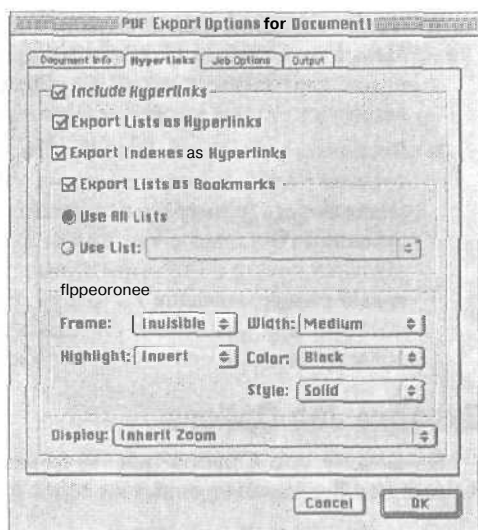 PDF Export Options for Document1
Document Info Hyperlinks Job Options Output
Include Hyperlinks
Export Lists as Hyperlinks
Export Indexes as Hyperlinks
Export Lists as Bookmarks
Use All Lists
Use List:
flppeoronee
Frame: Invisible Width: Medium
Highlight: Invert Color: Black
Style: Solid
Display: Inherit Zoom
Cancel OK